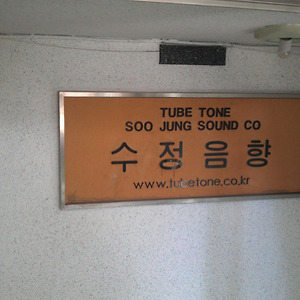 TUBE TONE
SOO JUNG SOUND CO
수정음향
www.tubetone.co.kr